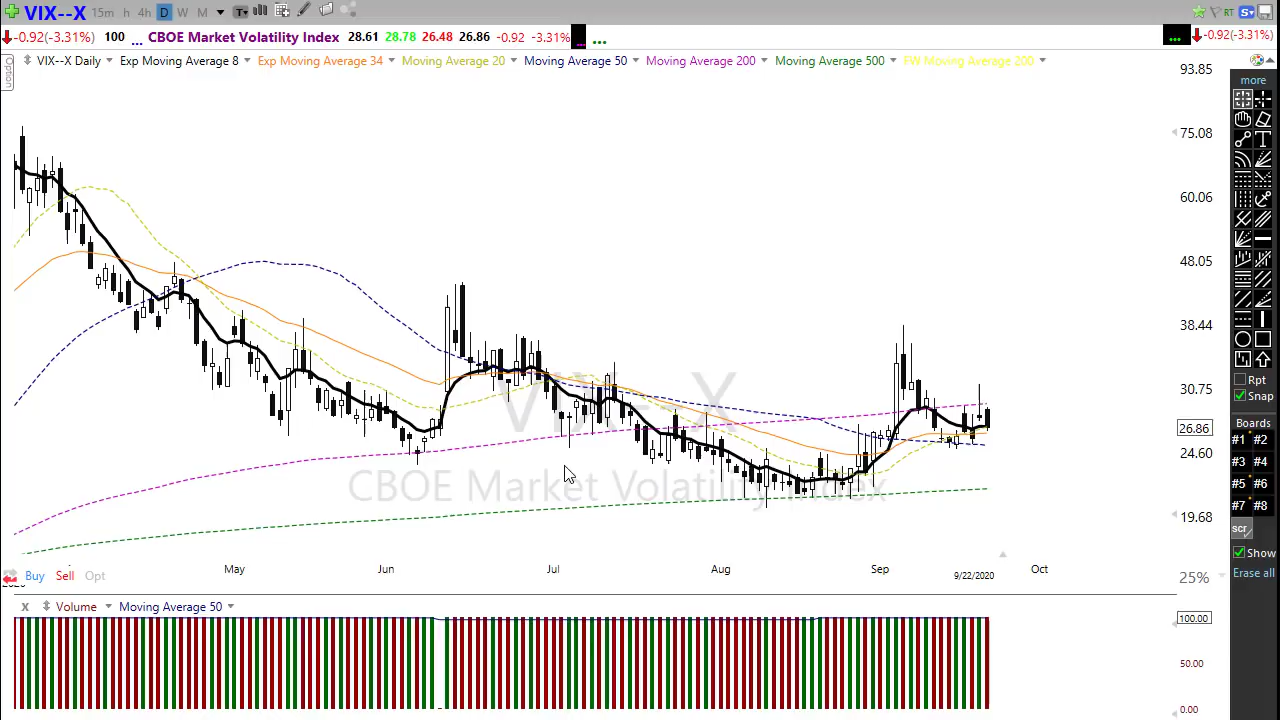 VIX--X 15m h 4h D W M T RT S
-0.92(-3.31%) 100 ... CBOE Market Volatility Index 28.61 28.78 26.48 26.86 -0.92 -3.31% ... ... -0.92(-3.31%)
Option
VIX--X Daily Exp Moving Average 8 Exp Moving Average 34 Moving Average 20 Moving Average 50 Moving Average 200 Moving Average 500 FW Moving Average 200
93.85
75.08
60.06
48.05
38.44
30.75
26.86
24.60
19.68
VIX--X
CBOE Market Volatility Index
more
Rpt
Snap
Boards
#1 #2
#3 #4
#5 #6
#7 #8
scr
Show
Erase all
May Jun Jul Aug Sep 9/22/2020 Oct
Buy Sell Opt
25%
x Volume Moving Average 50
100.00
50.00
0.00